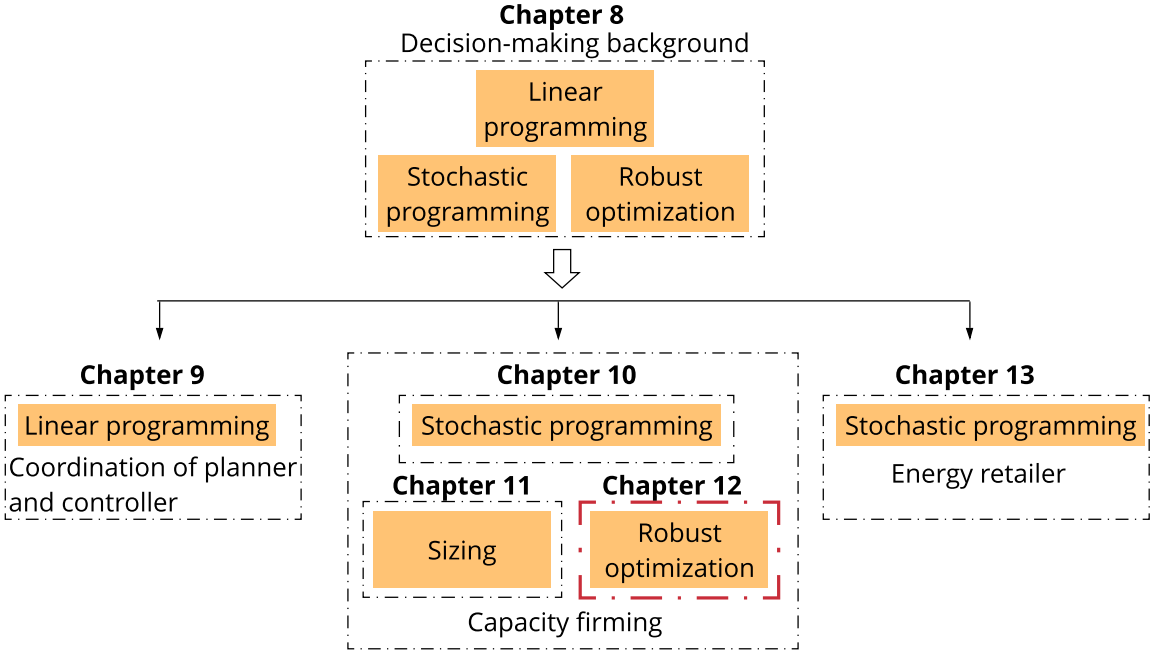 Chapter 8
Decision-making background
Linear
programming
Stochastic
programming
Robust
optimization
Chapter 9
Linear programming
Coordination of planner
and controller
Chapter 10
Stochastic programming
Chapter 11
Sizing
Chapter 12
Robust
optimization
Capacity firming
Chapter 13
Stochastic programming
Energy retailer